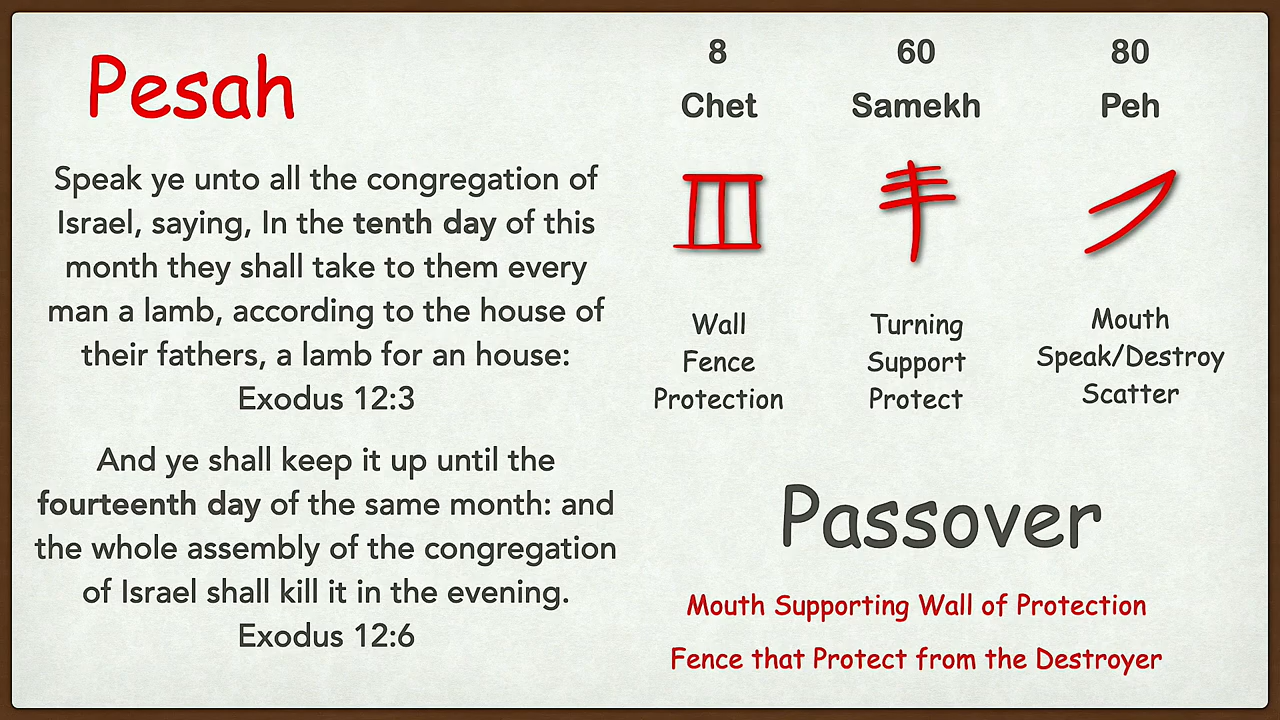 Pesah
Speak ye unto all the congregation of
Israel, saying, In the tenth day of this
month they shall take to them every
man a lamb, according to the house of
their fathers, a lamb for an house:
Exodus 12:3
And ye shall keep it up until the
fourteenth day of the same month: and
the whole assembly of the congregation
of Israel shall kill it in the evening.
Exodus 12:6
8 60 80
Chet Samekh Peh
𐤇 𐤎 𐤐
Wall
Fence
Protection
Turning
Support
Protect
Mouth
Speak/Destroy
Scatter
Passover
Mouth Supporting Wall of Protection
Fence that Protect from the Destroyer